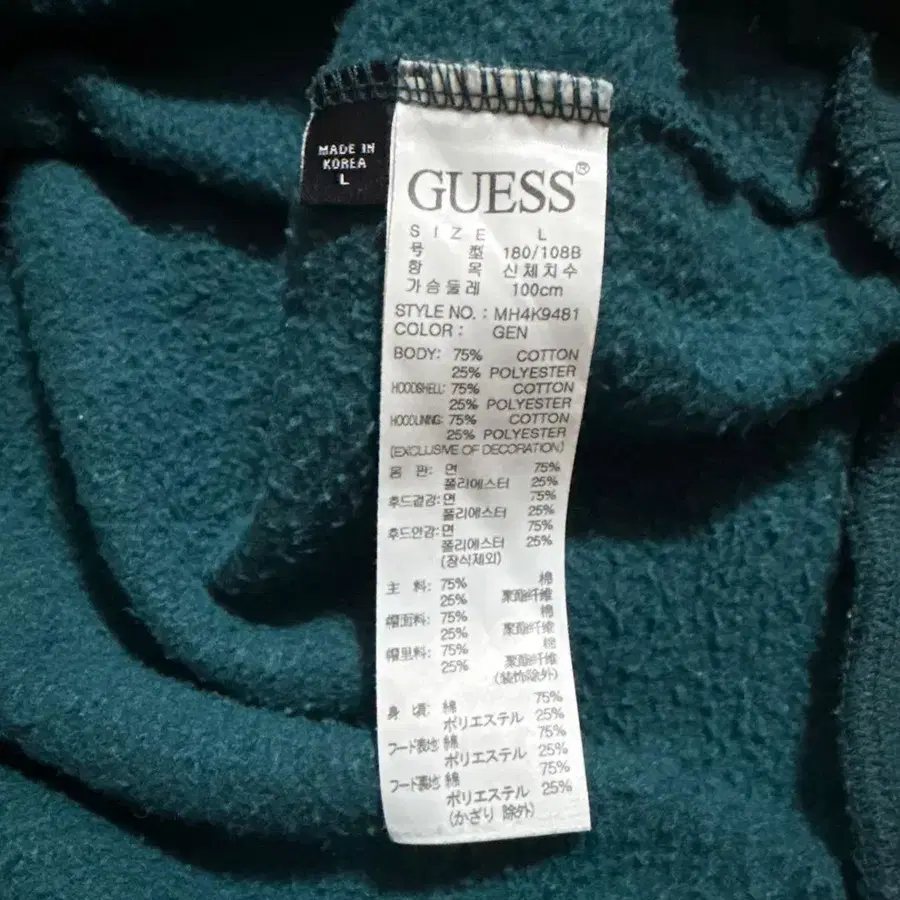 MADE IN
KOREA
L
GUESS®
SIZE L
号 型 180/108B
항 목 신체치수
가슴둘레 100cm
STYLE NO. : MH4K9481
COLOR : GEN
BODY: 75% COTTON
25% POLYESTER
HOODSHELL: 75% COTTON
25% POLYESTER
HOODLINING: 75% COTTON
25% POLYESTER
(EXCLUSIVE OF DECORATION)
몸 판: 면 75%
폴리에스터 25%
후드겉감: 면 75%
폴리에스터 25%
후드안감: 면 75%
폴리에스터 25%
(장식제외)
主 料: 75% 棉
25% 聚酯纤维
帽面料: 75% 棉
25% 聚酯纤维
帽里料: 75% 棉
25% 聚酯纤维
(装饰除外)
身 頃: 綿 75%
ポリエステル 25%
フード表地: 綿 75%
ポリエステル 25%
フード裏地: 綿 75%
ポリエステル 25%
(かざり 除外)